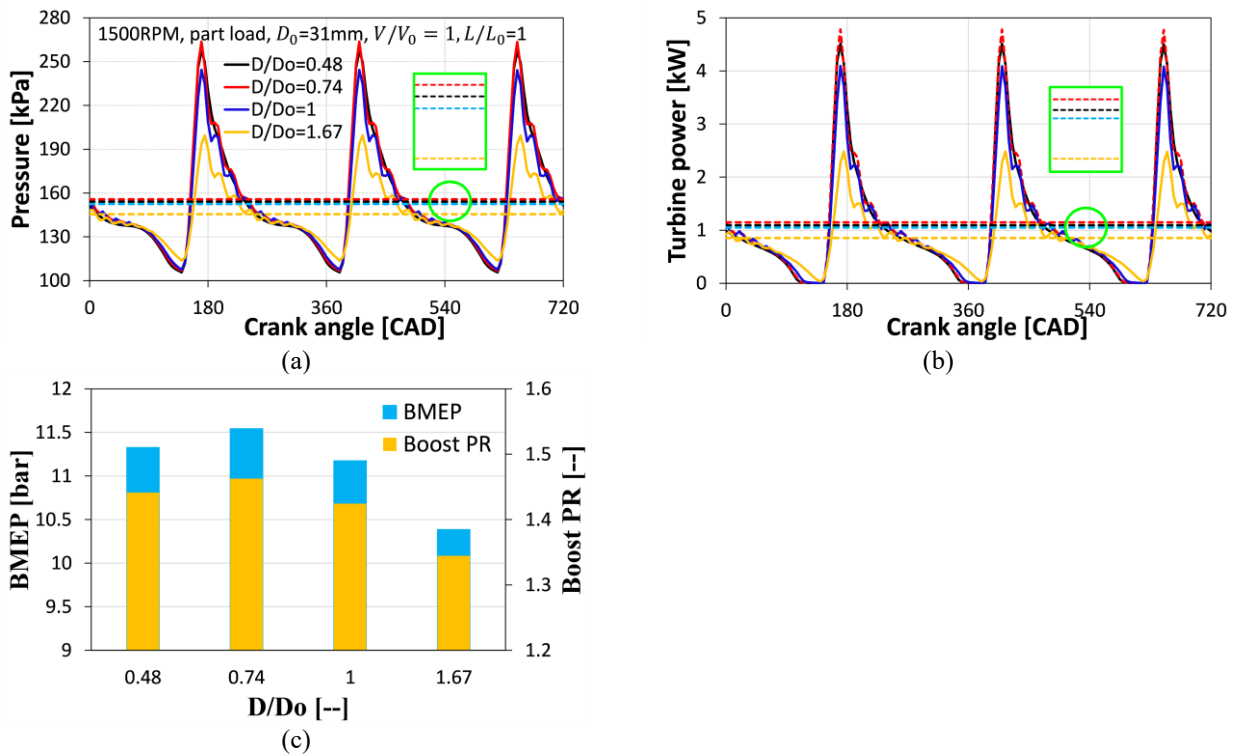 1500RPM, part load, D₀=31mm, V/V₀ = 1, L/L₀=1
D/Do=0.48
D/Do=0.74
D/Do=1
D/Do=1.67
Pressure [kPa]
280
250
220
190
160
130
100
0 180 360 540 720
Crank angle [CAD]
(a)
Turbine power [kW]
5
4
3
2
1
0
0 180 360 540 720
Crank angle [CAD]
(b)
BMEP
Boost PR
BMEP [bar]
12
11.5
11
10.5
10
9.5
9
Boost PR [--]
1.6
1.5
1.4
1.3
1.2
0.48 0.74 1 1.67
D/Do [--]
(c)